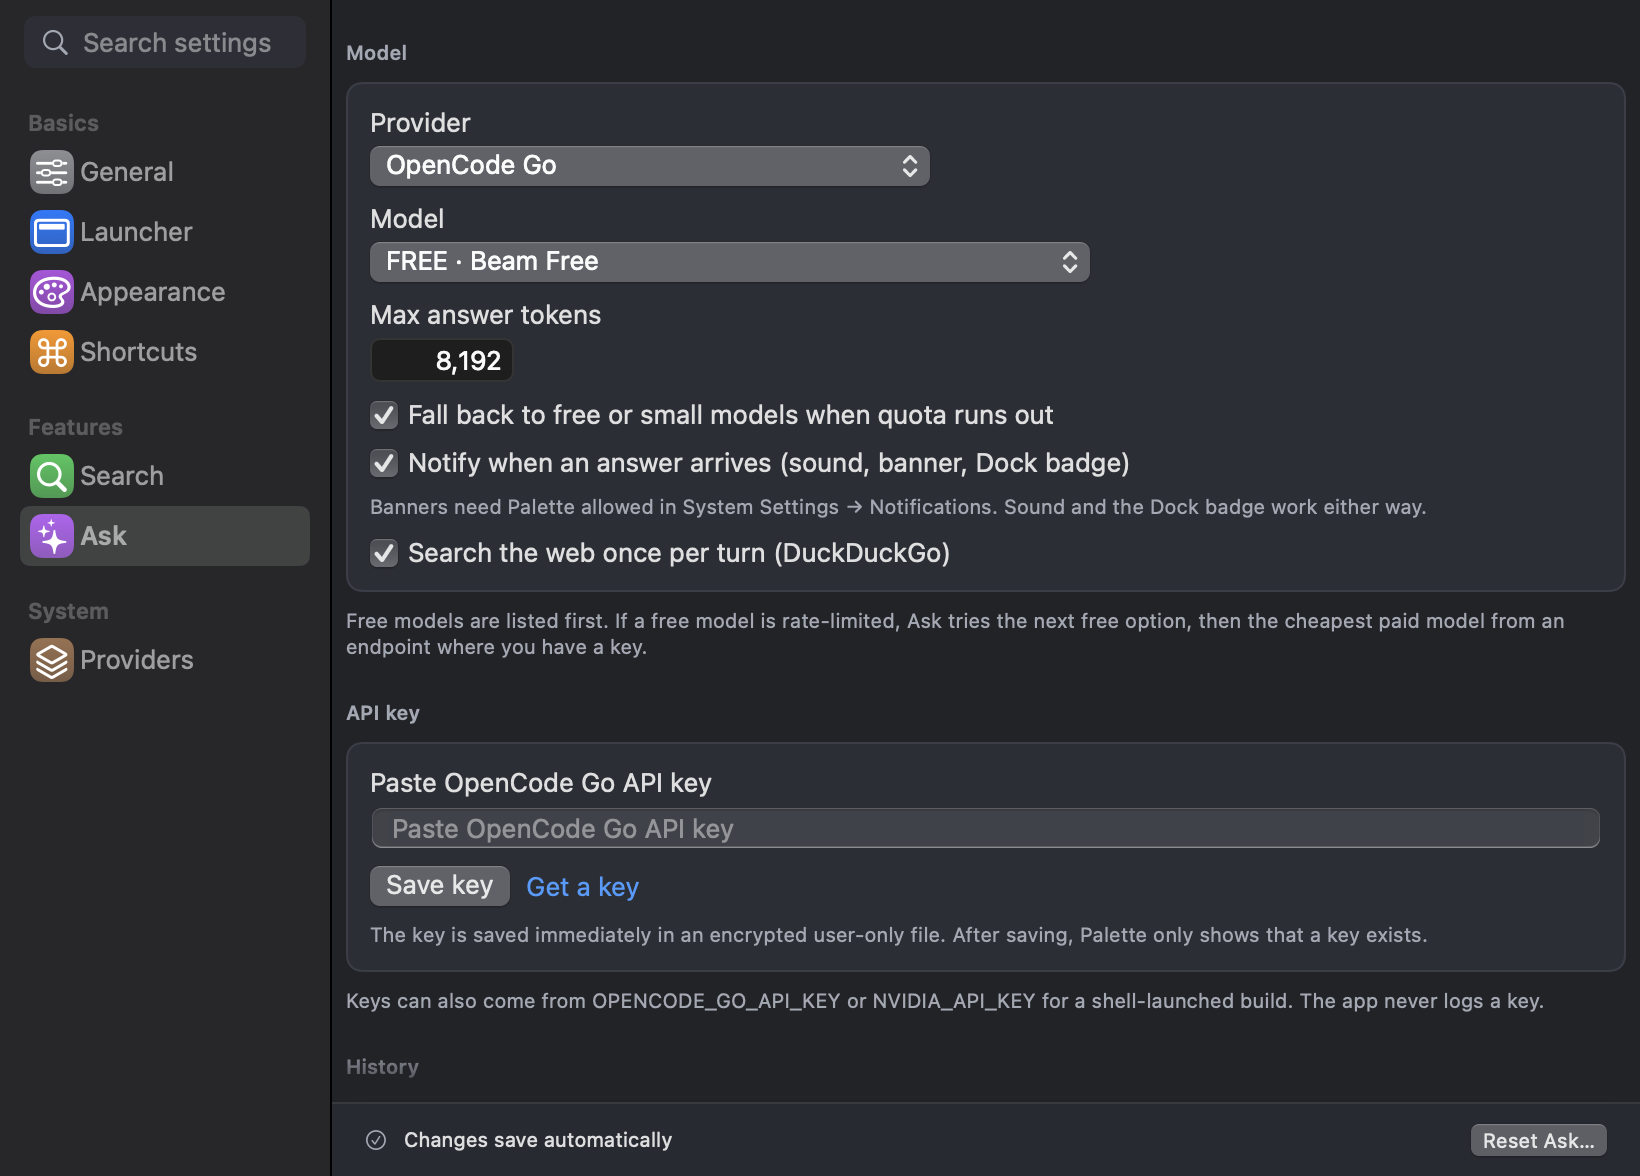 Search settings
Basics
General
Launcher
Appearance
Shortcuts
Features
Search
Ask
System
Providers
Model
Provider
OpenCode Go
Model
FREE · Beam Free
Max answer tokens
8,192
Fall back to free or small models when quota runs out
Notify when an answer arrives (sound, banner, Dock badge)
Banners need Palette allowed in System Settings → Notifications. Sound and the Dock badge work either way.
Search the web once per turn (DuckDuckGo)
Free models are listed first. If a free model is rate-limited, Ask tries the next free option, then the cheapest paid model from an
endpoint where you have a key.
API key
Paste OpenCode Go API key
Paste OpenCode Go API key
Save key
Get a key
The key is saved immediately in an encrypted user-only file. After saving, Palette only shows that a key exists.
Keys can also come from OPENCODE_GO_API_KEY or NVIDIA_API_KEY for a shell-launched build. The app never logs a key.
History
Changes save automatically
Reset Ask...